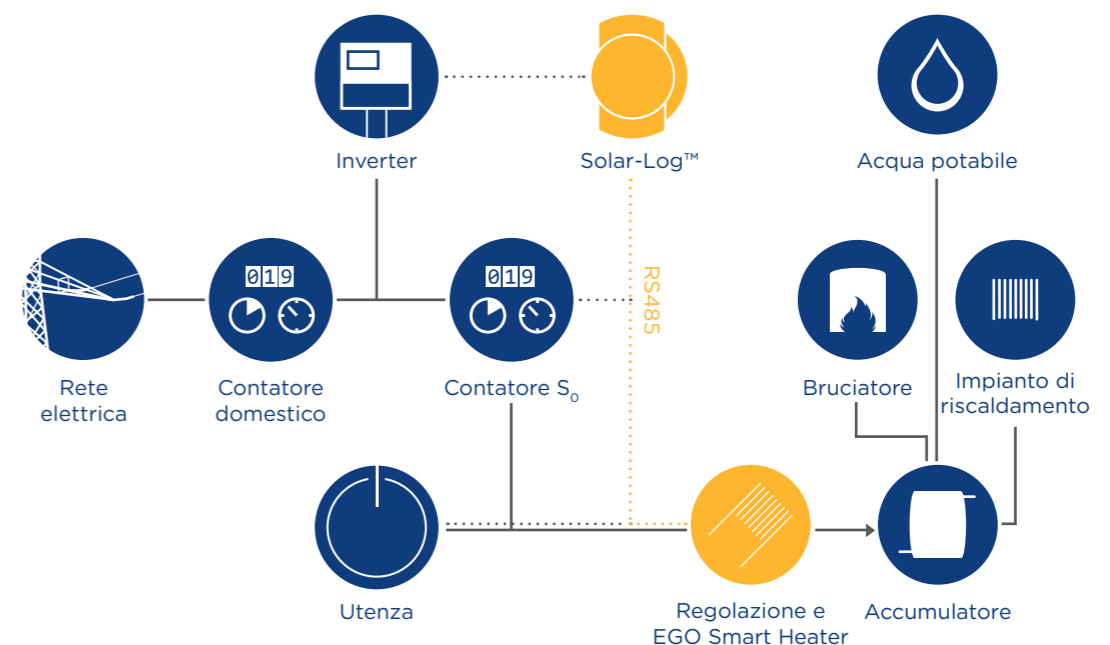 Inverter
Solar-Log™
Acqua potabile
019
019
RS485
Rete
elettrica
Contatore
domestico
Contatore S₀
Bruciatore
Impianto di
riscaldamento
Utenza
Regolazione e
EGO Smart Heater
Accumulatore